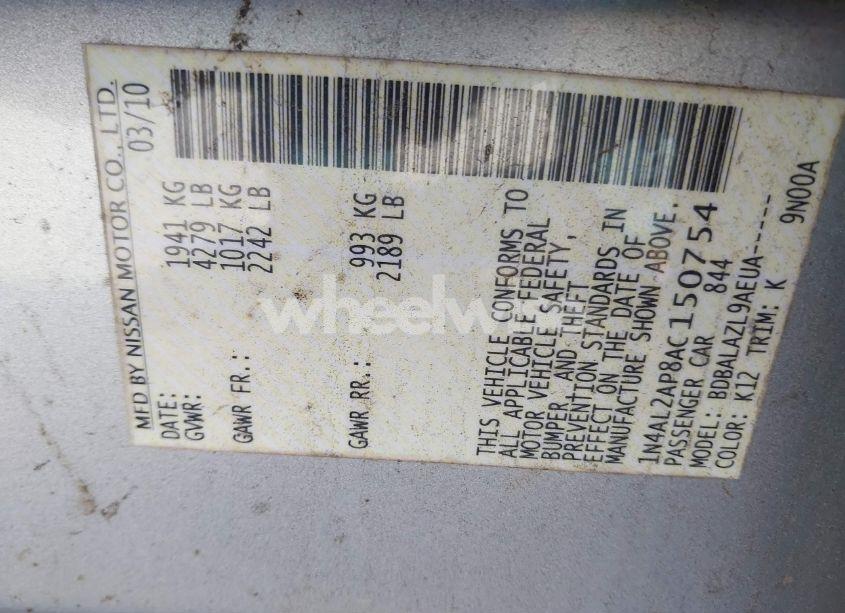 MFD BY NISSAN MOTOR CO., LTD.
DATE: 03/10
GVWR: 1941 KG
4279 LB
GAWR FR.: 1017 KG
2242 LB
GAWR RR.: 993 KG
2189 LB
THIS VEHICLE CONFORMS TO
ALL APPLICABLE FEDERAL
MOTOR VEHICLE SAFETY,
BUMPER, AND THEFT
PREVENTION STANDARDS IN
EFFECT ON THE DATE OF
MANUFACTURE SHOWN ABOVE.
1N4AL2AP8AC150754
PASSENGER CAR 844
MODEL: BDBALAZL9AEUA-----
COLOR: K12 TRIM: K 9N00A